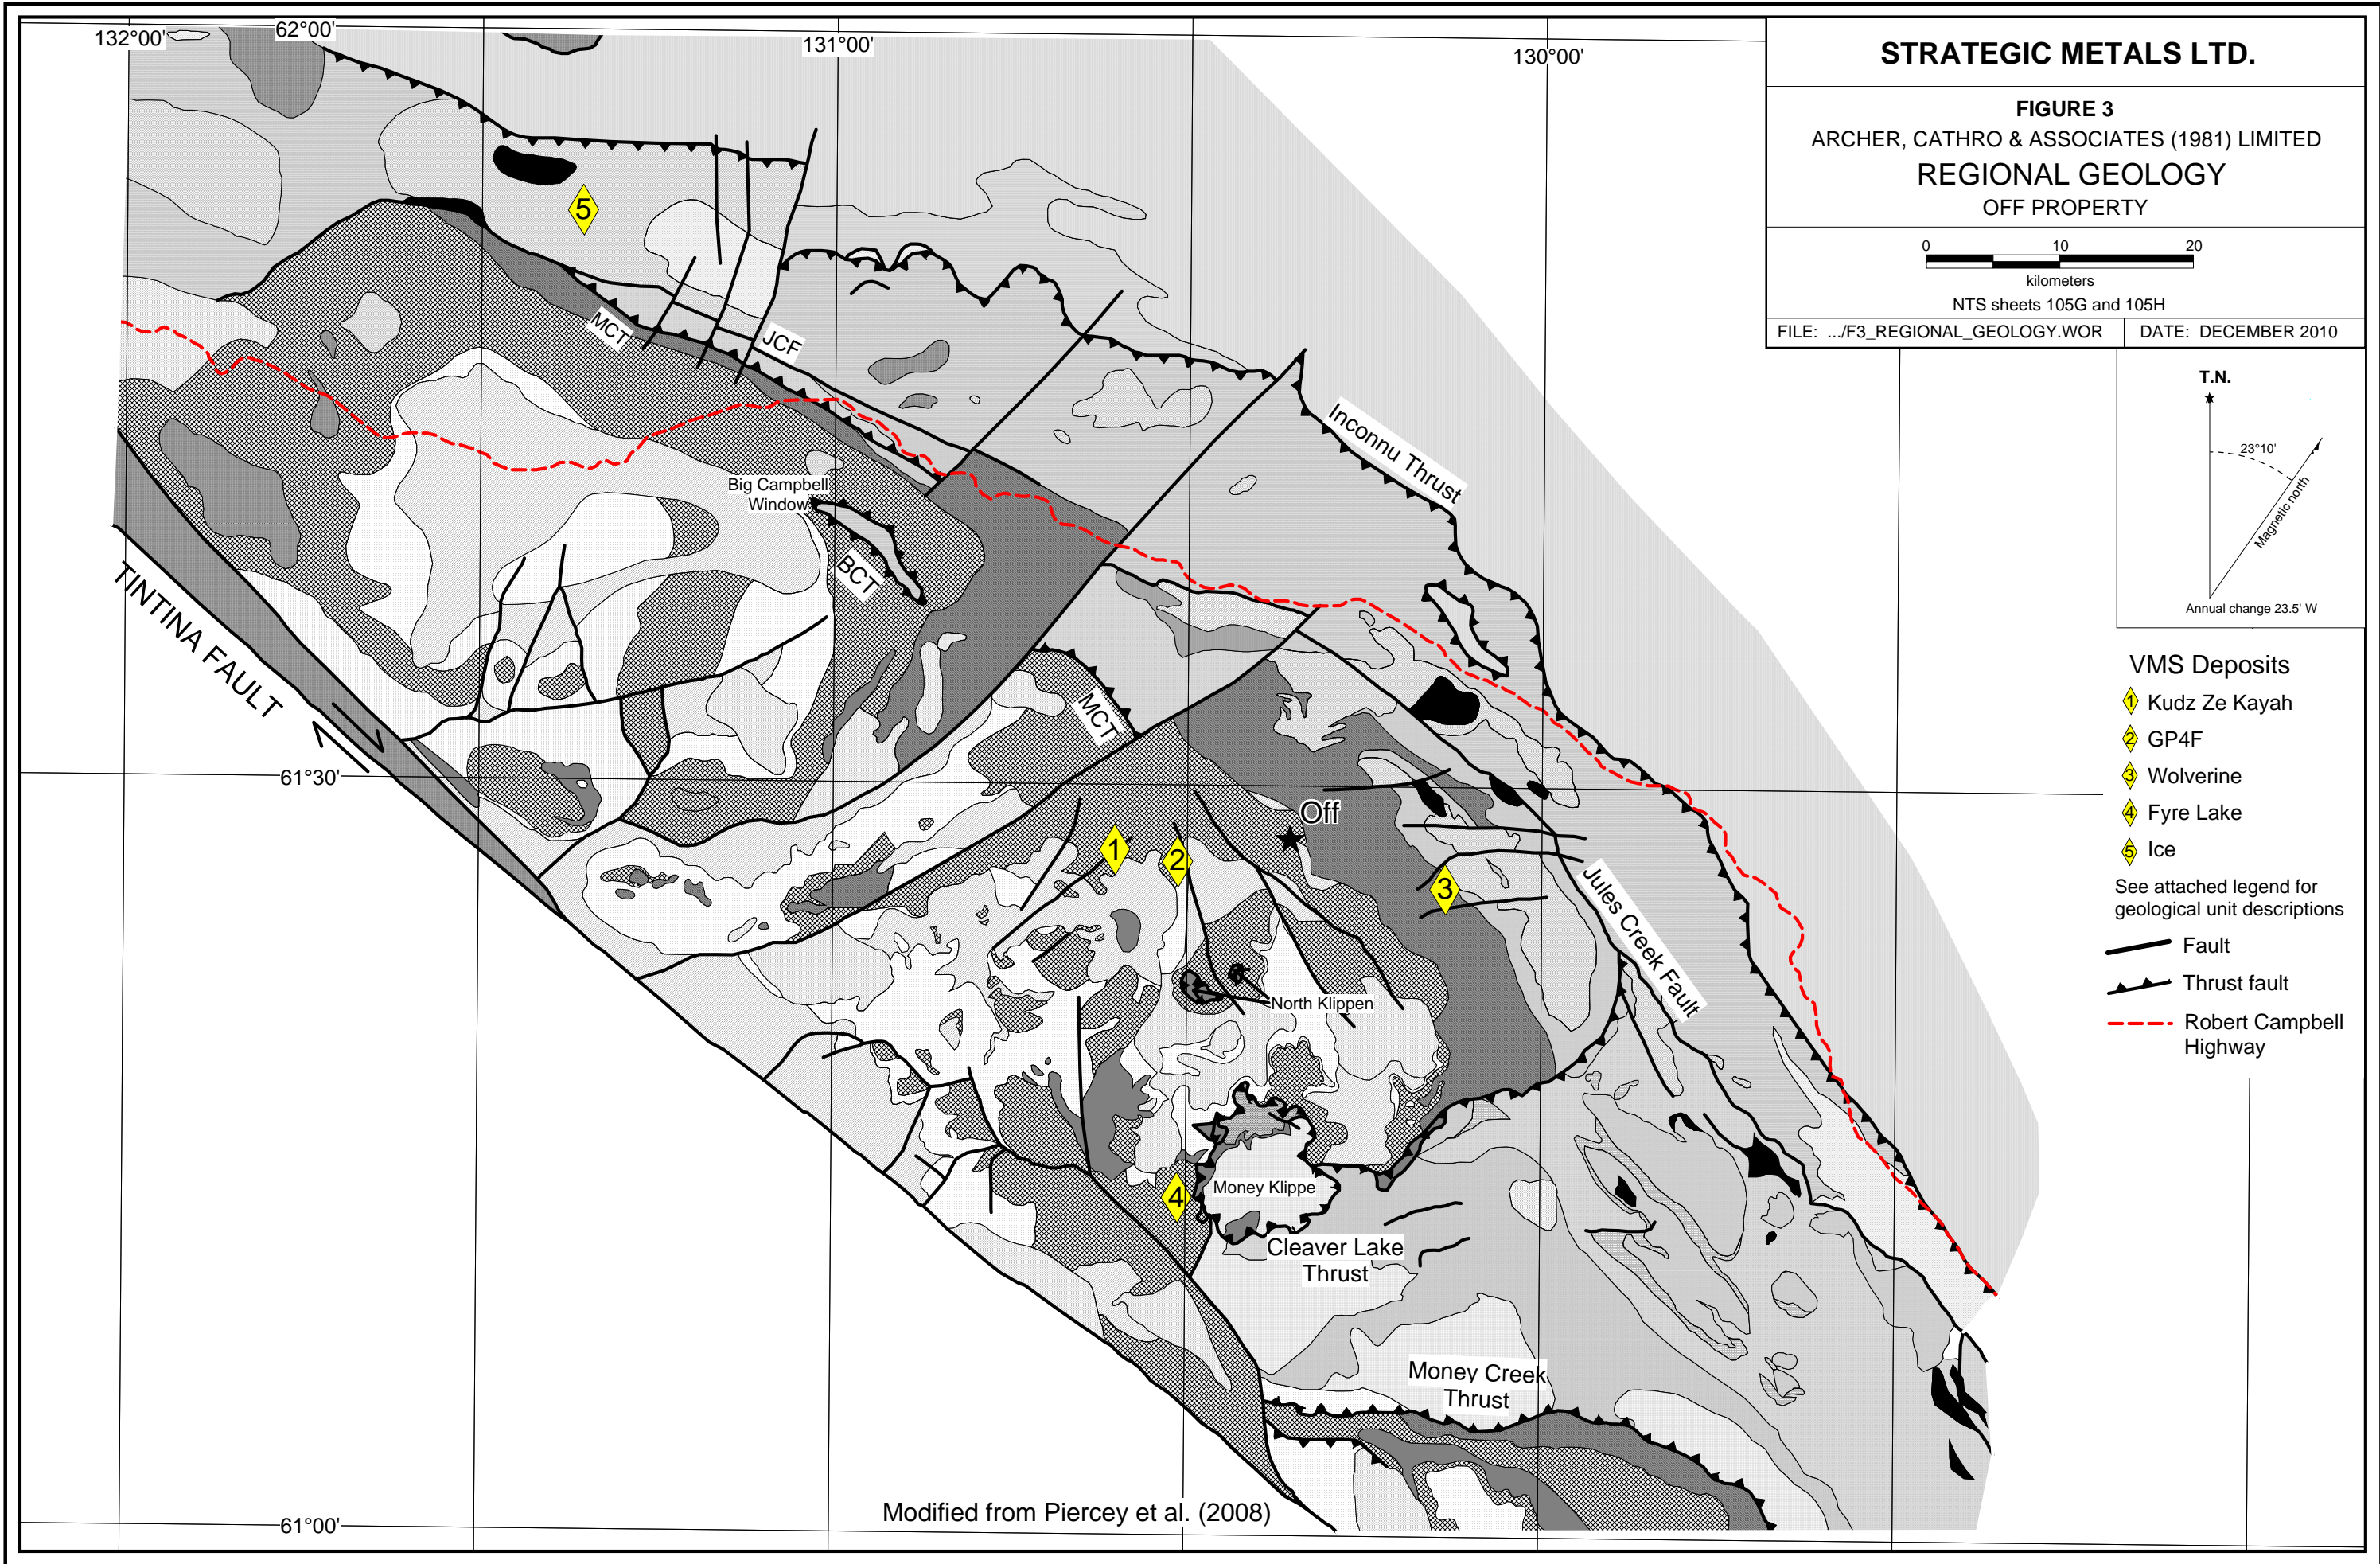 STRATEGIC METALS LTD.
FIGURE 3
ARCHER, CATHRO & ASSOCIATES (1981) LIMITED
REGIONAL GEOLOGY
OFF PROPERTY
0 10 20
kilometers
NTS sheets 105G and 105H
FILE: .../F3_REGIONAL_GEOLOGY.WOR
DATE: DECEMBER 2010
T.N.
23°10'
Magnetic north
Annual change 23.5' W
VMS Deposits
1 Kudz Ze Kayah
2 GP4F
3 Wolverine
4 Fyre Lake
5 Ice
See attached legend for
geological unit descriptions
Fault
Thrust fault
Robert Campbell
Highway
132°00'
62°00'
131°00'
130°00'
5
MCT
JCF
Inconnu Thrust
Big Campbell
Window
BCT
TINTINA FAULT
MCT
61°30'
Off
1
2
3
Jules Creek Fault
North Klippen
4
Money Klippe
Cleaver Lake
Thrust
Money Creek
Thrust
61°00'
Modified from Piercey et al. (2008)